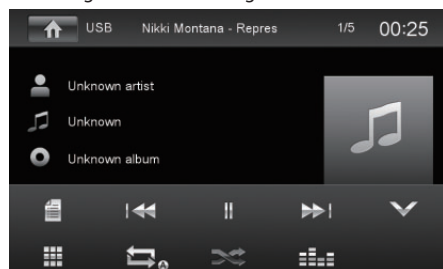 USB Nikki Montana - Repres 1/5 00:25
Unknown artist
Unknown
Unknown album
A